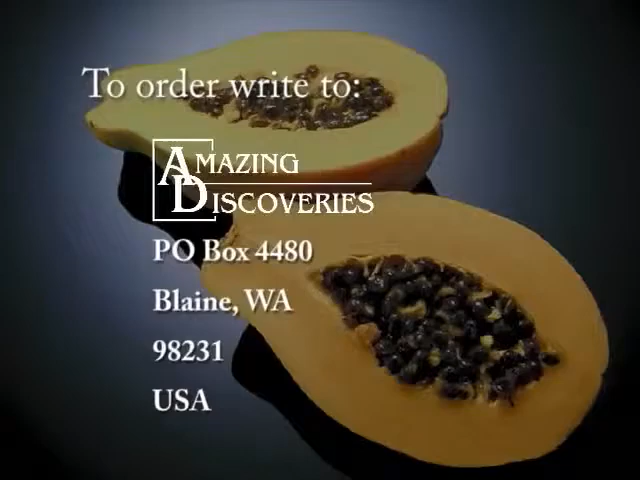 To order write to:
AMAZING
DISCOVERIES
PO Box 4480
Blaine, WA
98231
USA